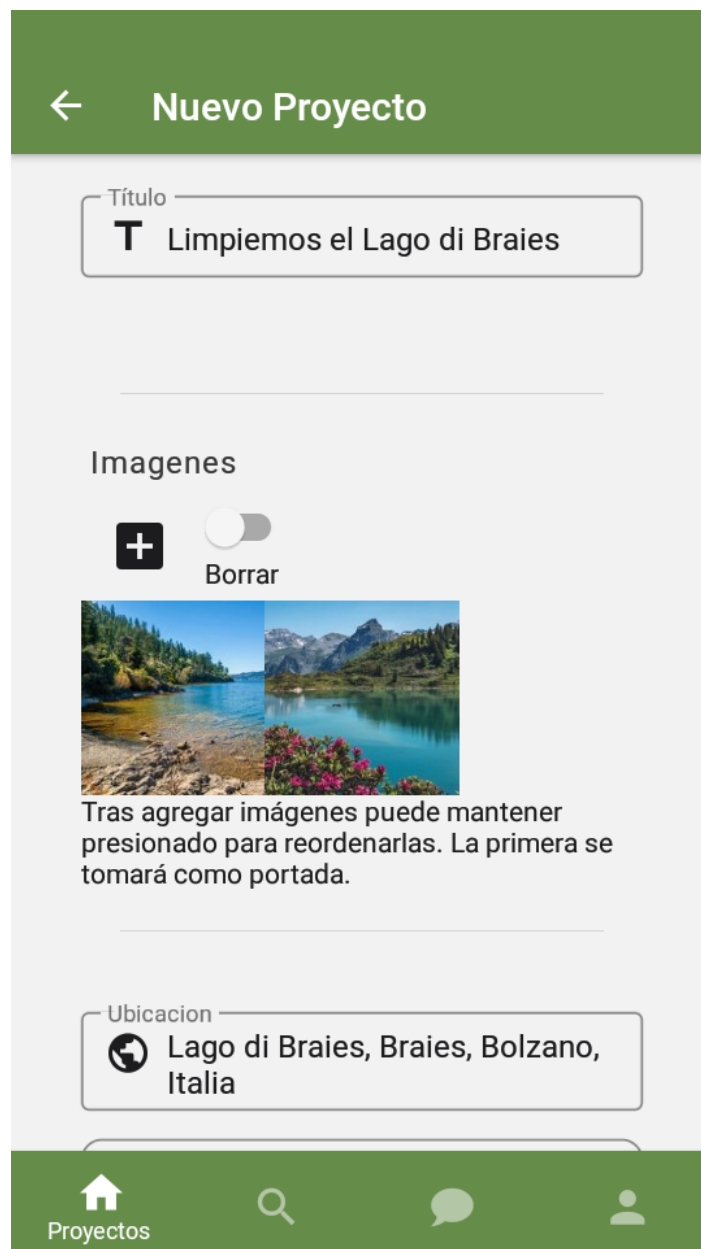 Nuevo Proyecto
Título
T Limpiemos el Lago di Braies
Imagenes
Borrar
Tras agregar imágenes puede mantener
presionado para reordenarlas. La primera se
tomará como portada.
Ubicacion
Lago di Braies, Braies, Bolzano,
Italia
Proyectos